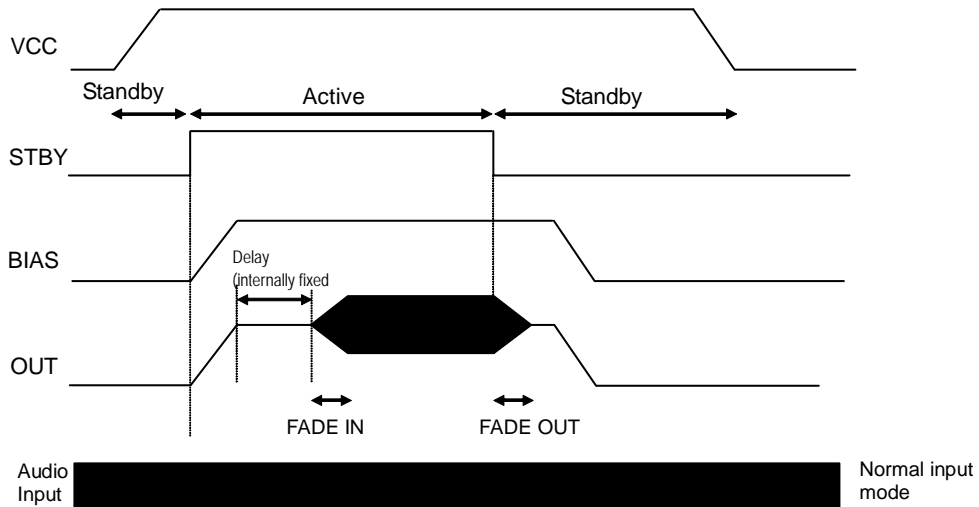 VCC
Standby
Active
Standby
STBY
BIAS
Delay
(internally fixed
OUT
FADE IN
FADE OUT
Audio
Input
Normal input
mode